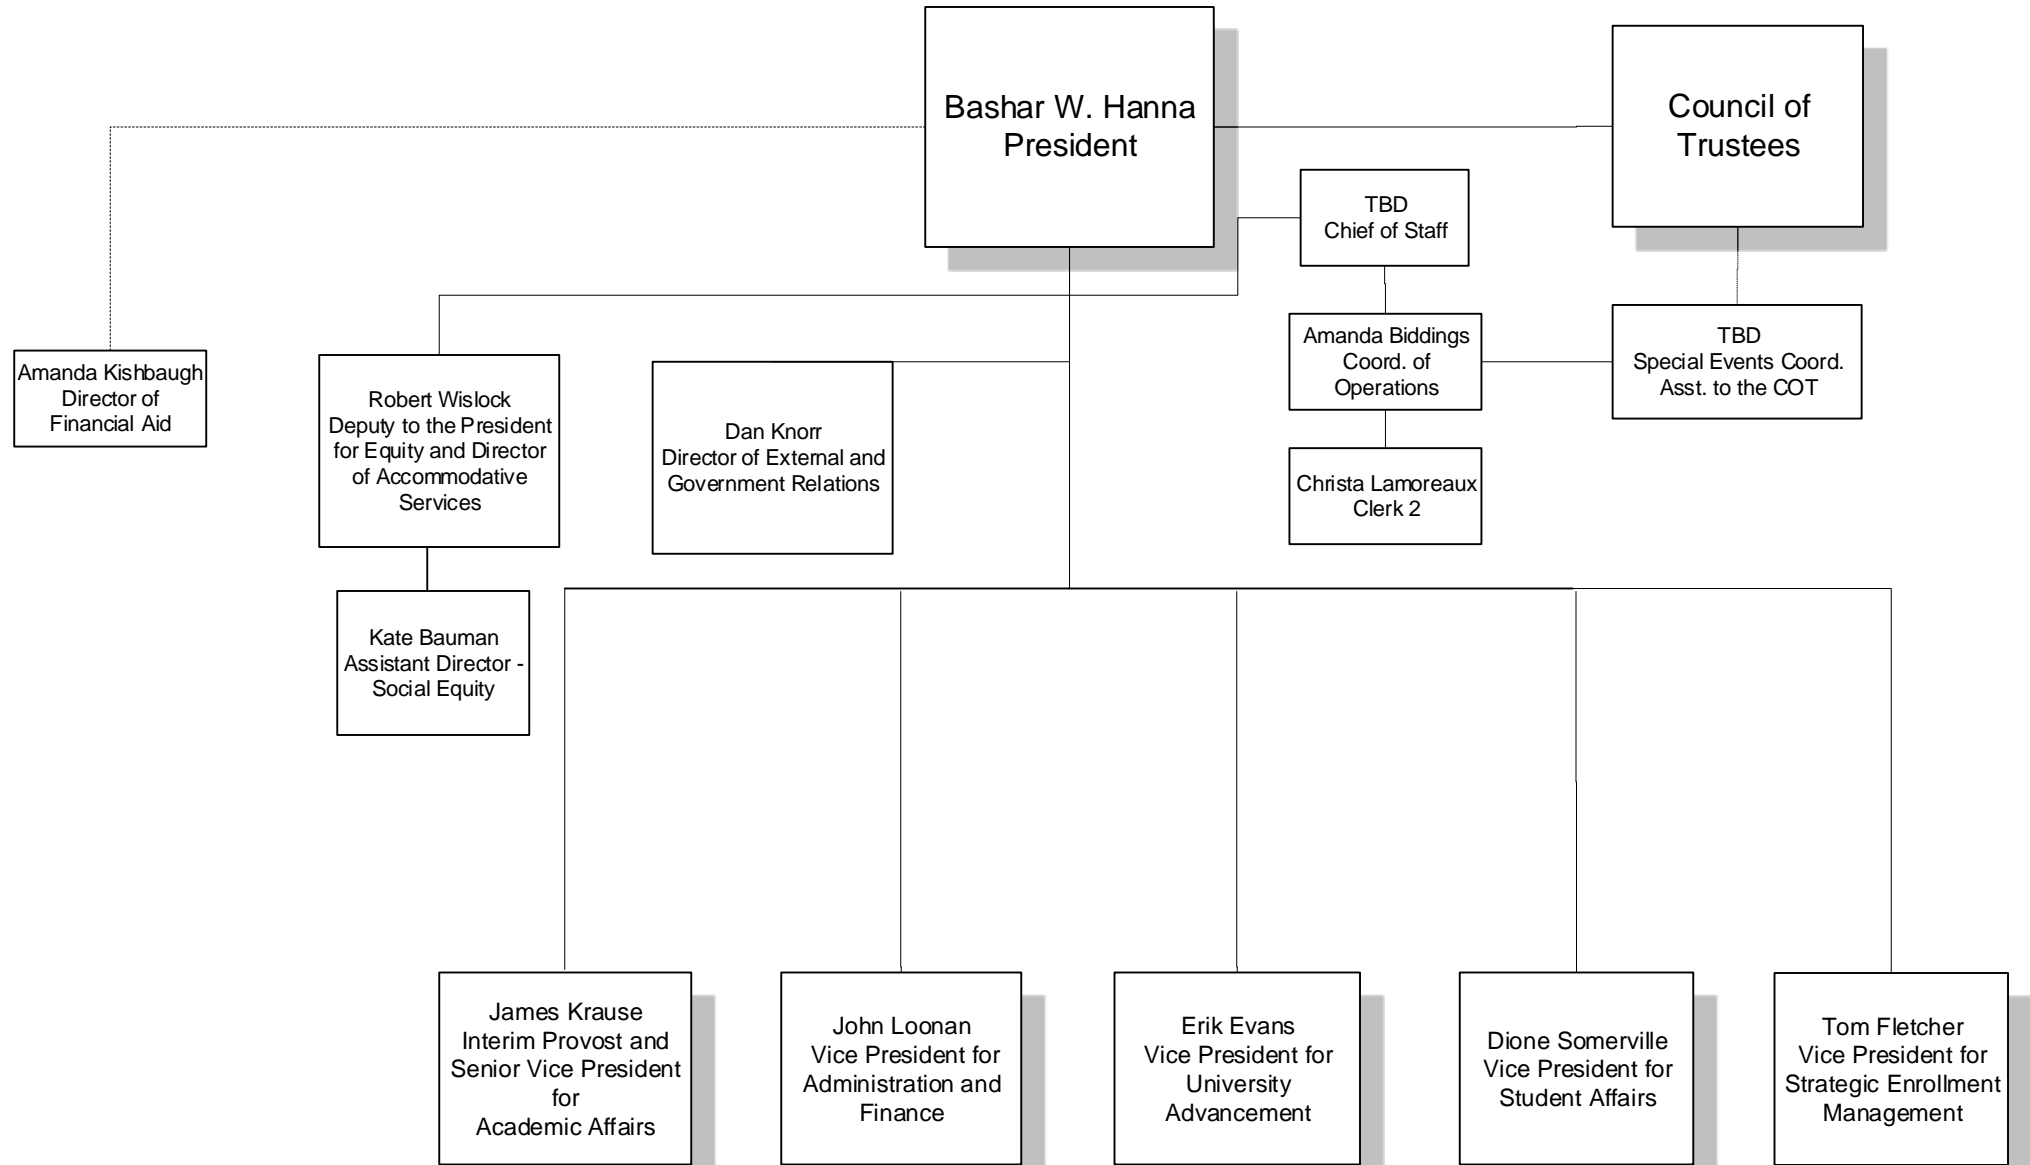 Bashar W. Hanna
President
Council of
Trustees
TBD
Chief of Staff
Amanda Kishbaugh
Director of
Financial Aid
Robert Wislock
Deputy to the President
for Equity and Director
of Accommodative
Services
Dan Knorr
Director of External and
Government Relations
Amanda Biddings
Coord. of
Operations
TBD
Special Events Coord.
Asst. to the COT
Christa Lamoreaux
Clerk 2
Kate Bauman
Assistant Director -
Social Equity
James Krause
Interim Provost and
Senior Vice President
for
Academic Affairs
John Loonan
Vice President for
Administration and
Finance
Erik Evans
Vice President for
University
Advancement
Dione Somerville
Vice President for
Student Affairs
Tom Fletcher
Vice President for
Strategic Enrollment
Management